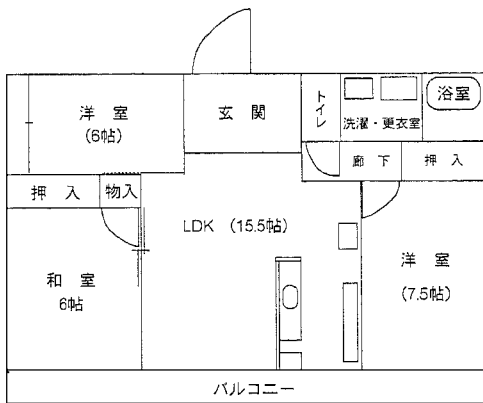 洋室
(6帖)
玄関
トイレ
洗濯・更衣室
浴室
廊下
押入
押入
物入
LDK (15.5帖)
和室
6帖
洋室
(7.5帖)
バルコニー